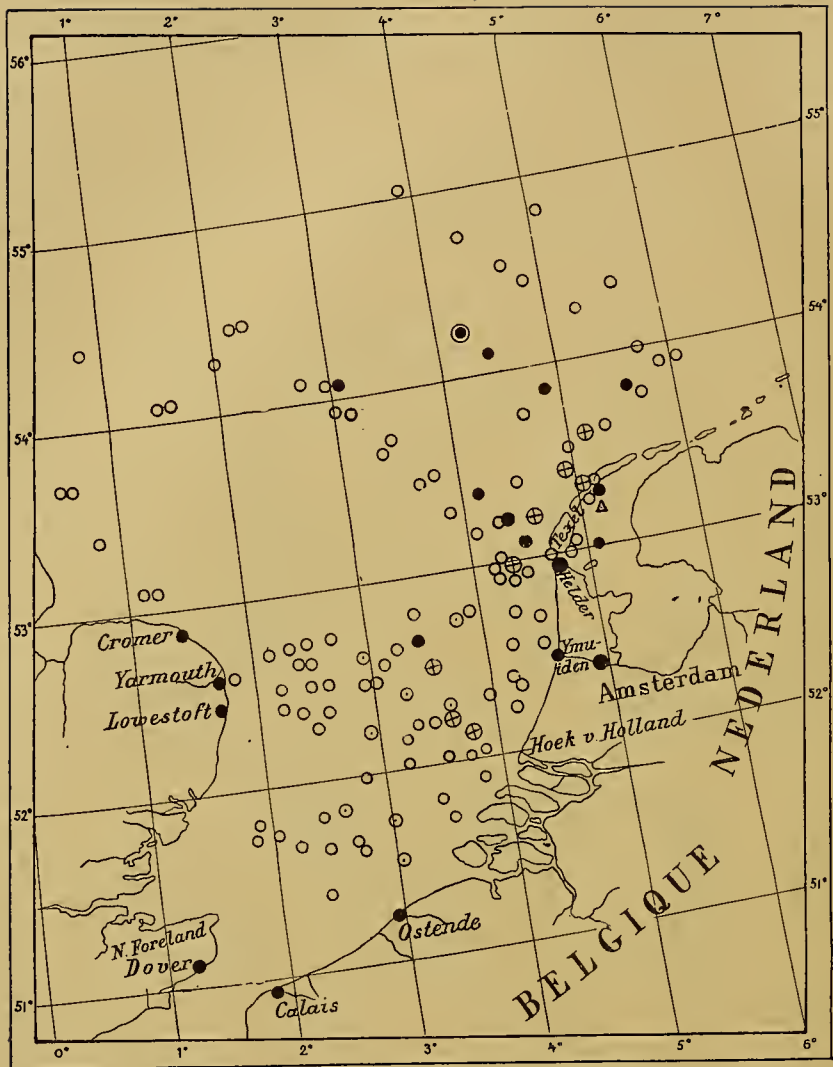 1° 2° 3° 4° 5° 6° 7°
56°
55°
55°
54°
54°
53°
Texel
Helder
53°
Cromer
Yarmouth
Lowestoft
Ymu-
iden
Amsterdam
Hoek v. Holland
52°
NEDERLAND
52°
51°
N. Foreland
Dover
Ostende
Calais
BELGIQUE
51°
0° 1° 2° 3° 4° 5° 6°